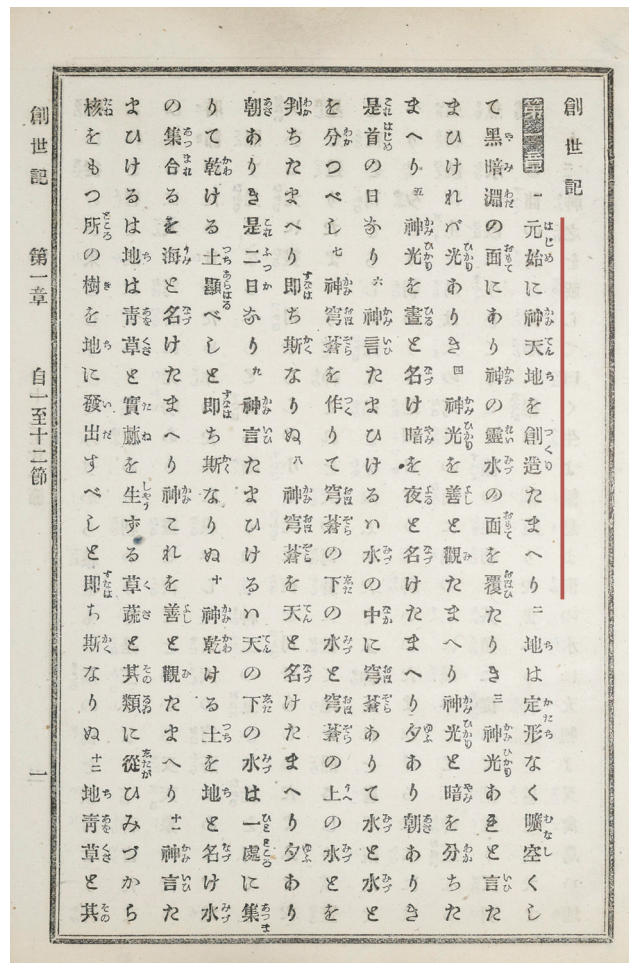 創世記
第一章 一 元始に神天地を創造たまへり 二 地は定形なく曠空くし
て黑暗淵の面にあり神の靈水の面を覆たりき 三 神光あれと言た
まひけれバ光ありき 四 神光を善と觀たまへり神光と暗を分ちた
まへり 五 神光を晝と名け暗を夜と名けたまへり夕あり朝ありき
是首の日なり 六 神言たまひけるハ水の中に穹蒼ありて水と水と
を分つべし 七 神穹蒼を作りて穹蒼の下の水と穹蒼の上の水とを
判ちたまへり即ち斯なりぬ 八 神穹蒼を天と名けたまへり夕あり
朝ありき是二日なり 九 神言たまひけるハ天の下の水は一處に集
りて乾ける土顯べしと即ち斯なりぬ 十 神乾ける土を地と名け水
の集合るを海と名けたまへり神これを善と觀たまへり 十一 神言た
まひけるは地は青草と實蓏を生ずる草蔬と其類に從ひみづから
核をもつ所の樹を地に發出すべしと即ち斯なりぬ 十二 地青草と其
創世記 第一章 自一至十二節 一